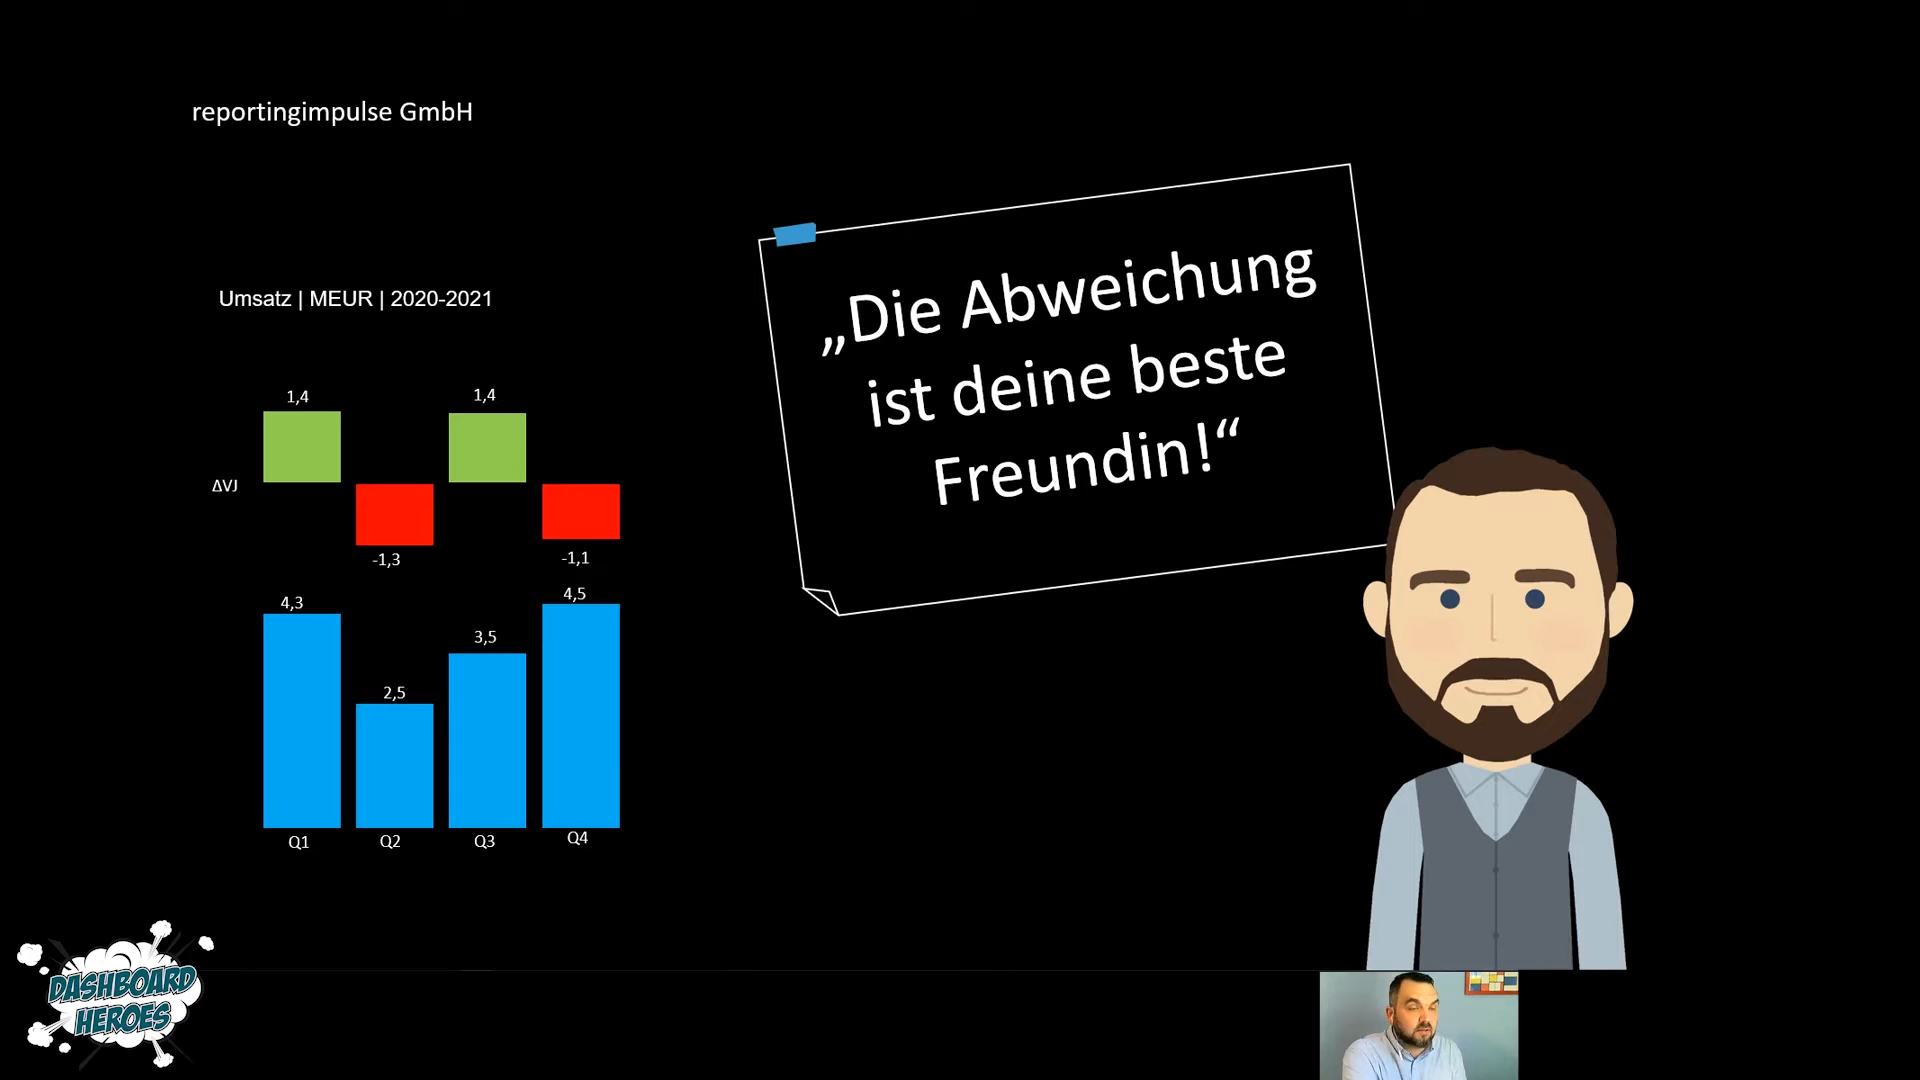 reportingimpulse GmbH
Umsatz | MEUR | 2020-2021
1,4
1,4
ΔVJ
-1,3
-1,1
4,3
2,5
3,5
4,5
Q1
Q2
Q3
Q4
„Die Abweichung
ist deine beste
Freundin!“
DASHBOARD
HEROES